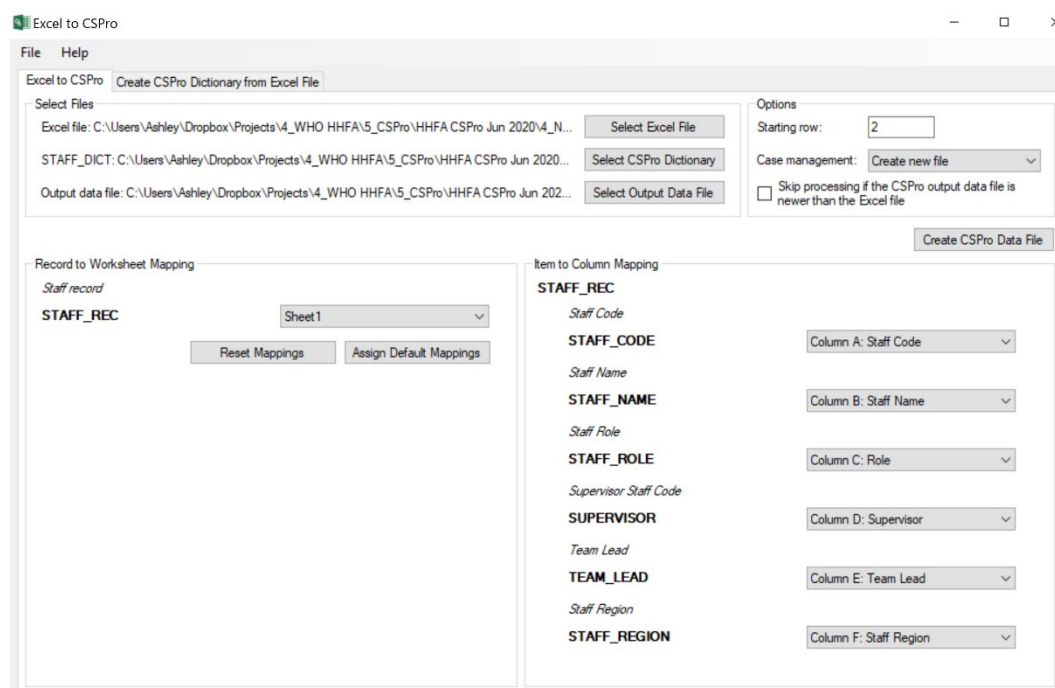 Excel to CSPro
File Help
Excel to CSPro Create CSPro Dictionary from Excel File
Select Files
Excel file: C:\Users\Ashley\Dropbox\Projects\4_WHO HHFA\5_CSPro\HHFA CSPro Jun 2020\4_N... Select Excel File
STAFF_DICT: C:\Users\Ashley\Dropbox\Projects\4_WHO HHFA\5_CSPro\HHFA CSPro Jun 2020... Select CSPro Dictionary
Output data file: C:\Users\Ashley\Dropbox\Projects\4_WHO HHFA\5_CSPro\HHFA CSPro Jun 202... Select Output Data File
Options
Starting row: 2
Case management: Create new file
Skip processing if the CSPro output data file is
newer than the Excel file
Create CSPro Data File
Record to Worksheet Mapping
Staff record
STAFF_REC Sheet1
Reset Mappings Assign Default Mappings
Item to Column Mapping
STAFF_REC
Staff Code
STAFF_CODE Column A: Staff Code
Staff Name
STAFF_NAME Column B: Staff Name
Staff Role
STAFF_ROLE Column C: Role
Supervisor Staff Code
SUPERVISOR Column D: Supervisor
Team Lead
TEAM_LEAD Column E: Team Lead
Staff Region
STAFF_REGION Column F: Staff Region